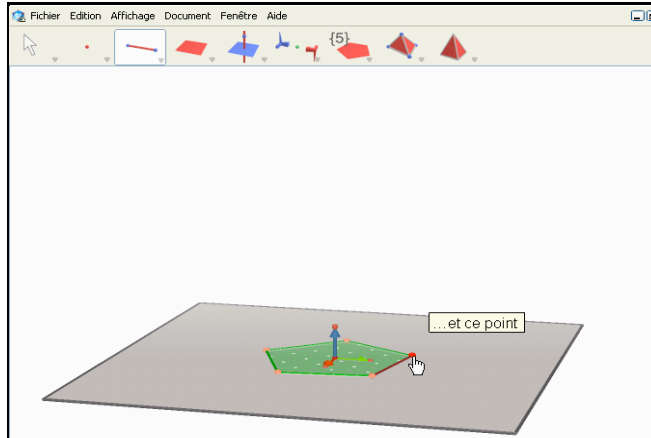 Fichier Edition Affichage Document Fenêtre Aide
{5}
...et ce point